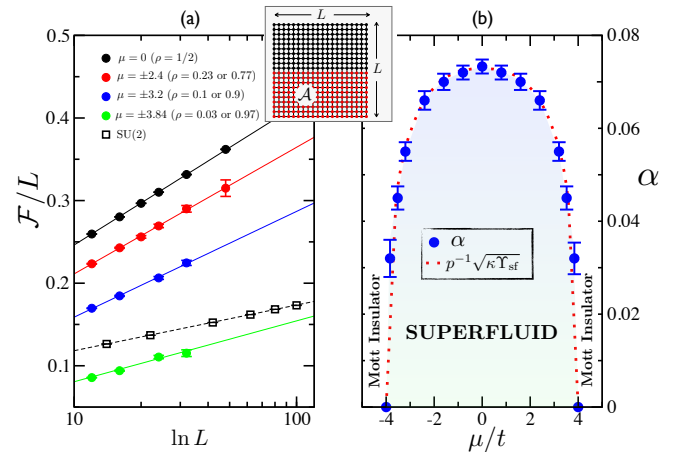 (a)
(b)
L
L
𝒜
μ=0 (ρ=1/2)
μ=±2.4 (ρ=0.23 or 0.77)
μ=±3.2 (ρ=0.1 or 0.9)
μ=±3.84 (ρ=0.03 or 0.97)
SU(2)
ℱ/L
0.4
0.3
0.2
0.1
10
100
ln L
0.08
0.06
0.04
0.02
0
α
α
p⁻¹√κΥsf
Mott Insulator
SUPERFLUID
Mott Insulator
-4
-2
0
2
4
μ/t